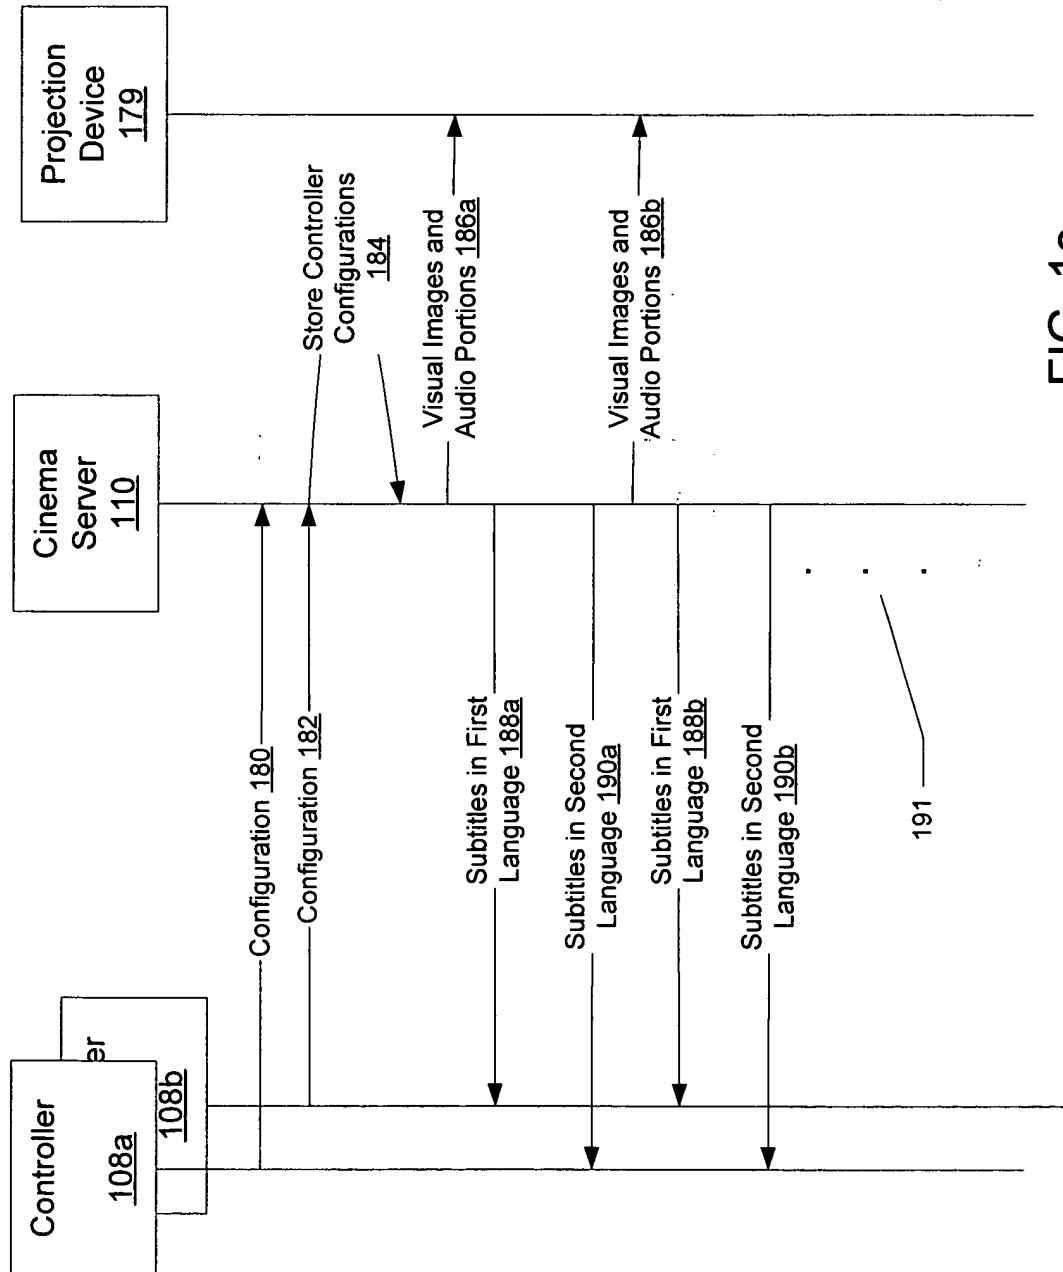 Controller
108a
er
108b
Cinema
Server
110
Projection
Device
179
Configuration 180
Configuration 182
Store Controller
Configurations
184
Visual Images and
Audio Portions 186a
Subtitles in First
Language 188a
Subtitles in Second
Language 190a
Visual Images and
Audio Portions 186b
Subtitles in First
Language 188b
Subtitles in Second
Language 190b
191
FIG.